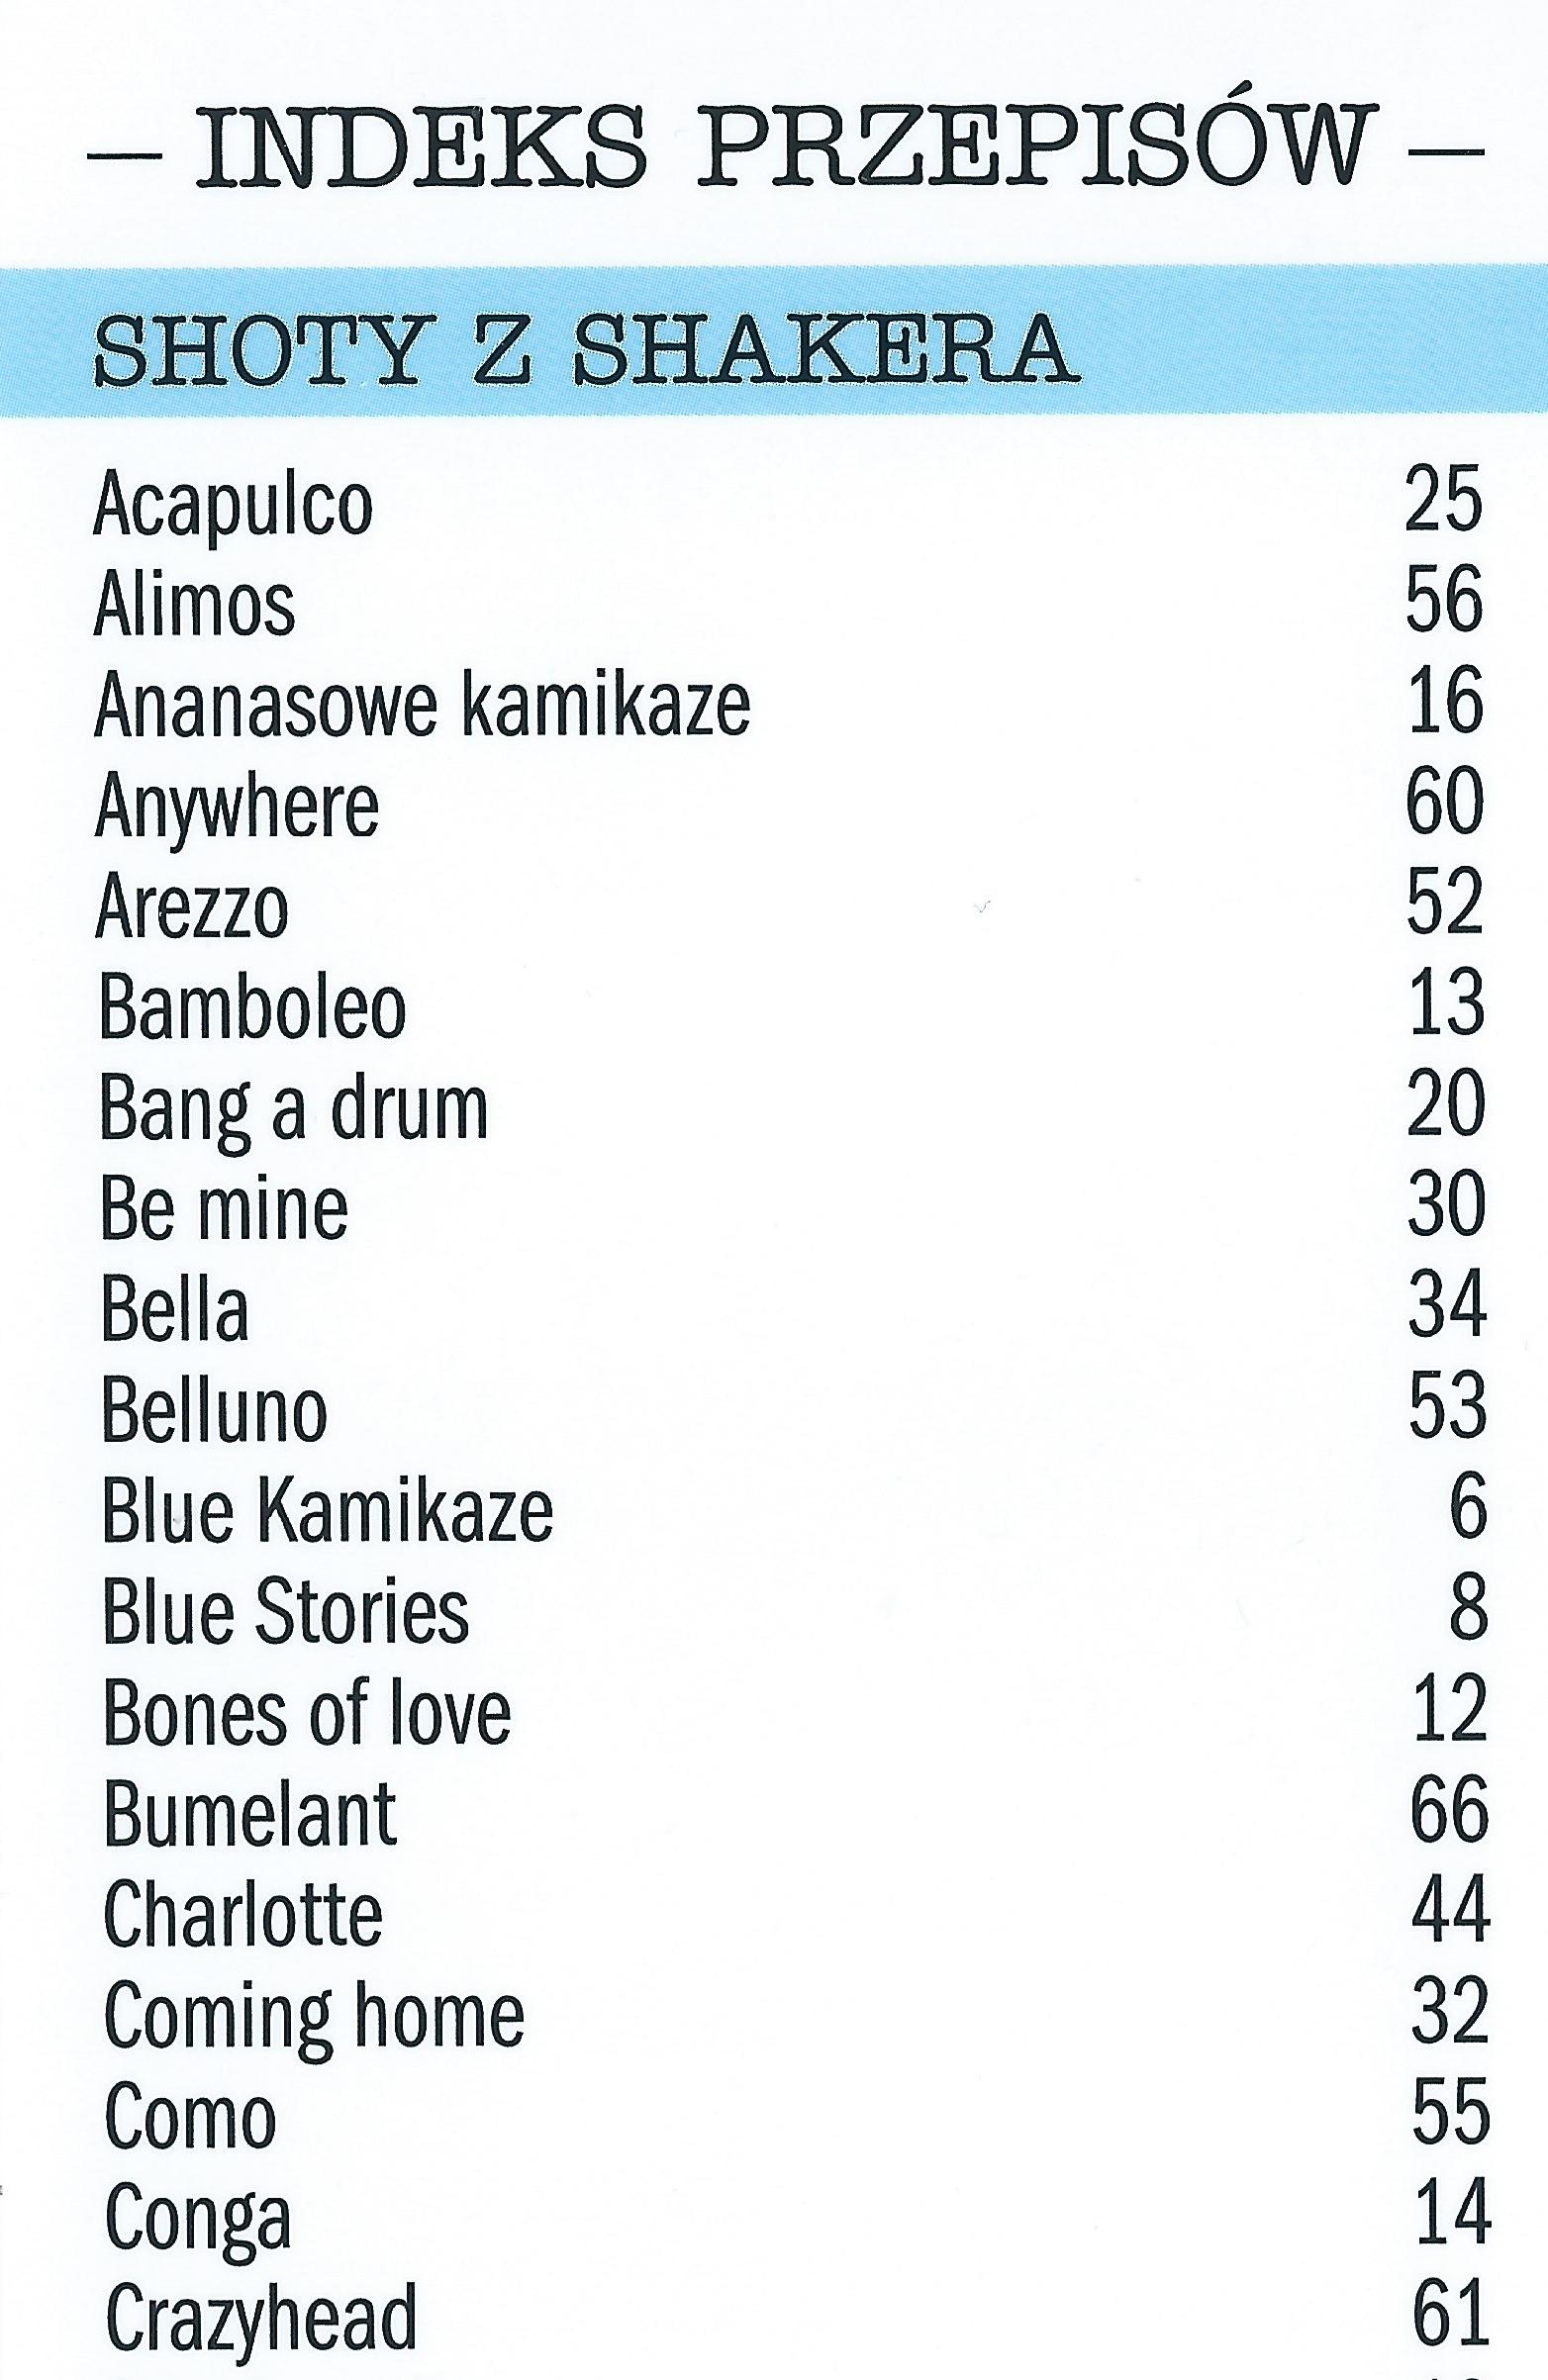 — INDEKS PRZEPISÓW —
SHOTY Z SHAKERA
Acapulco 25
Alimos 56
Ananasowe kamikaze 16
Anywhere 60
Arezzo 52
Bamboleo 13
Bang a drum 20
Be mine 30
Bella 34
Belluno 53
Blue Kamikaze 6
Blue Stories 8
Bones of love 12
Bumelant 66
Charlotte 44
Coming home 32
Como 55
Conga 14
Crazyhead 61